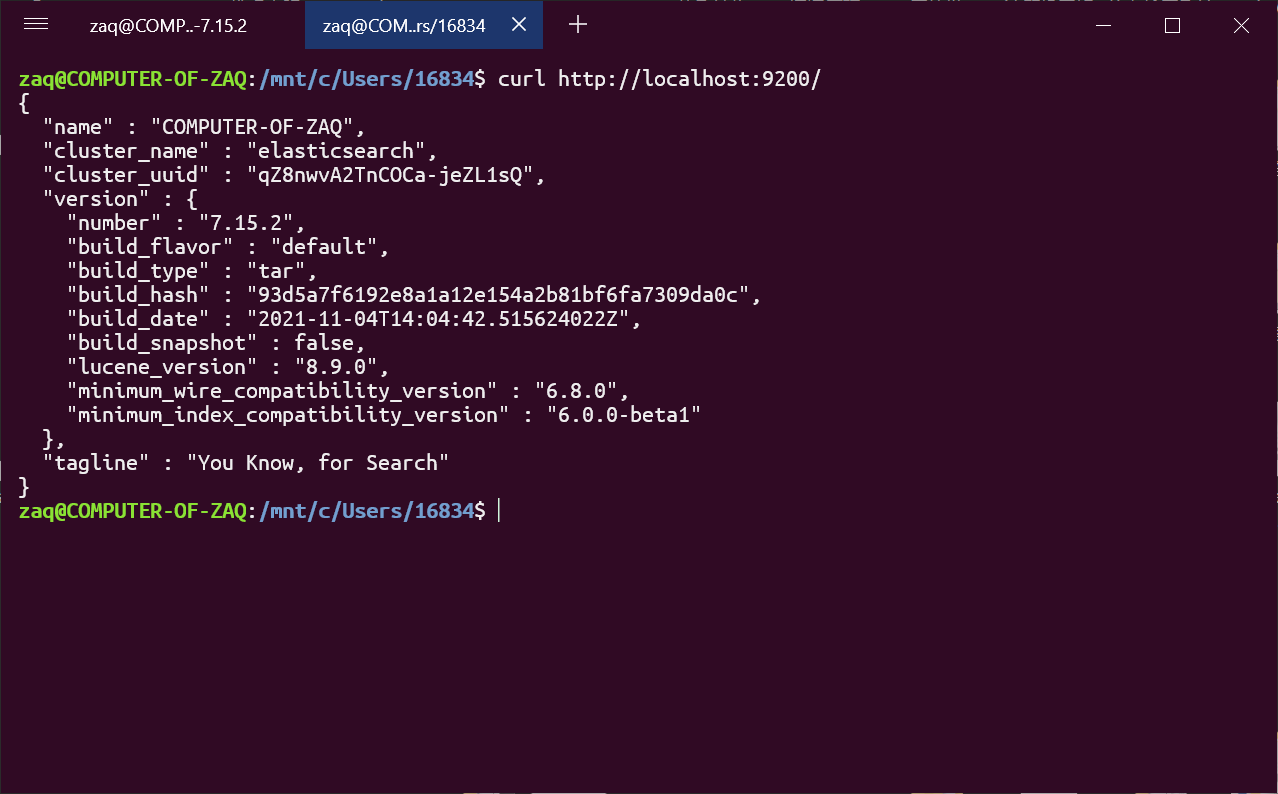 zaq@COMP..-7.15.2 zaq@COM..rs/16834
zaq@COMPUTER-OF-ZAQ:/mnt/c/Users/16834$ curl http://localhost:9200/
{
  "name" : "COMPUTER-OF-ZAQ",
  "cluster_name" : "elasticsearch",
  "cluster_uuid" : "qZ8nwvA2TnCOCa-jeZL1sQ",
  "version" : {
    "number" : "7.15.2",
    "build_flavor" : "default",
    "build_type" : "tar",
    "build_hash" : "93d5a7f6192e8a1a12e154a2b81bf6fa7309da0c",
    "build_date" : "2021-11-04T14:04:42.515624022Z",
    "build_snapshot" : false,
    "lucene_version" : "8.9.0",
    "minimum_wire_compatibility_version" : "6.8.0",
    "minimum_index_compatibility_version" : "6.0.0-beta1"
  },
  "tagline" : "You Know, for Search"
}
zaq@COMPUTER-OF-ZAQ:/mnt/c/Users/16834$